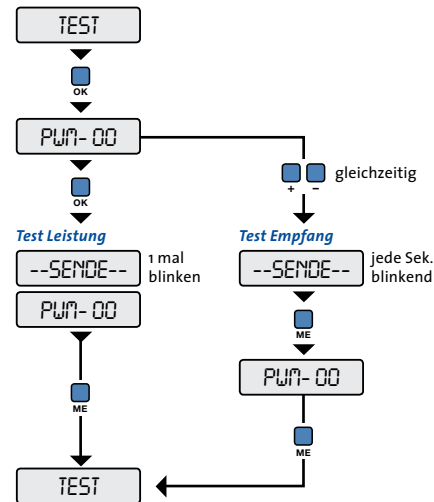 TEST
OK
PWM-00
+ -
gleichzeitig
OK
Test Leistung
--SENDE--
1 mal
blinken
PWM-00
ME
Test Empfang
--SENDE--
jede Sek.
blinkend
ME
PWM-00
ME
TEST